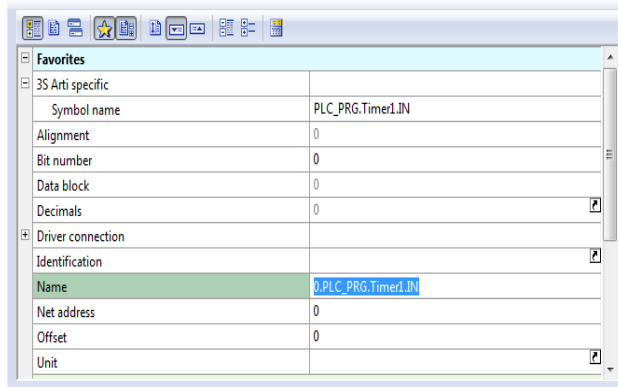 Favorites
3S Arti specific
Symbol name PLC_PRG.Timer1.IN
Alignment 0
Bit number 0
Data block 0
Decimals 0
Driver connection
Identification
Name 0.PLC_PRG.Timer1.IN
Net address 0
Offset 0
Unit